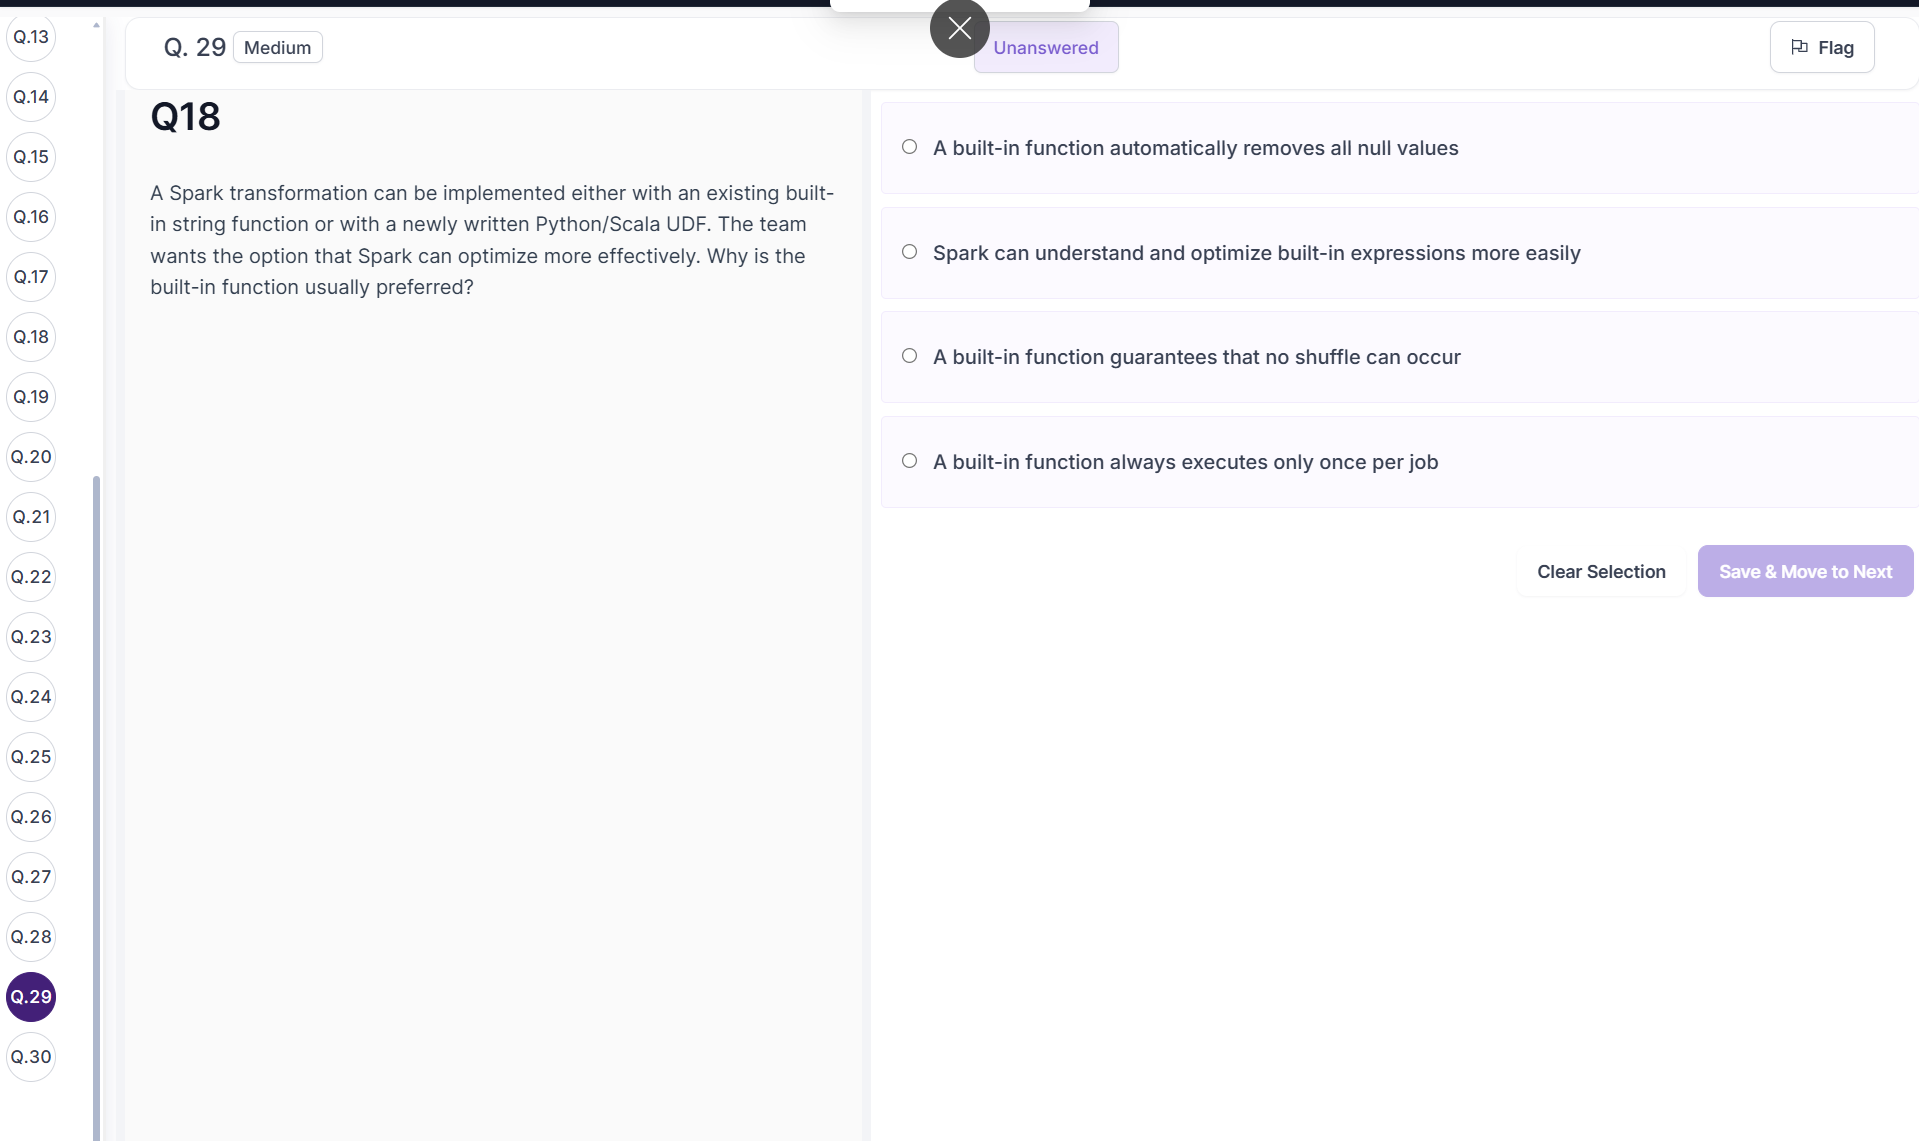 Q.13
Q.14
Q.15
Q.16
Q.17
Q.18
Q.19
Q.20
Q.21
Q.22
Q.23
Q.24
Q.25
Q.26
Q.27
Q.28
Q.29
Q.30
Q. 29 Medium
Unanswered
Flag
Q18
A Spark transformation can be implemented either with an existing built-
in string function or with a newly written Python/Scala UDF. The team
wants the option that Spark can optimize more effectively. Why is the
built-in function usually preferred?
A built-in function automatically removes all null values
Spark can understand and optimize built-in expressions more easily
A built-in function guarantees that no shuffle can occur
A built-in function always executes only once per job
Clear Selection
Save & Move to Next